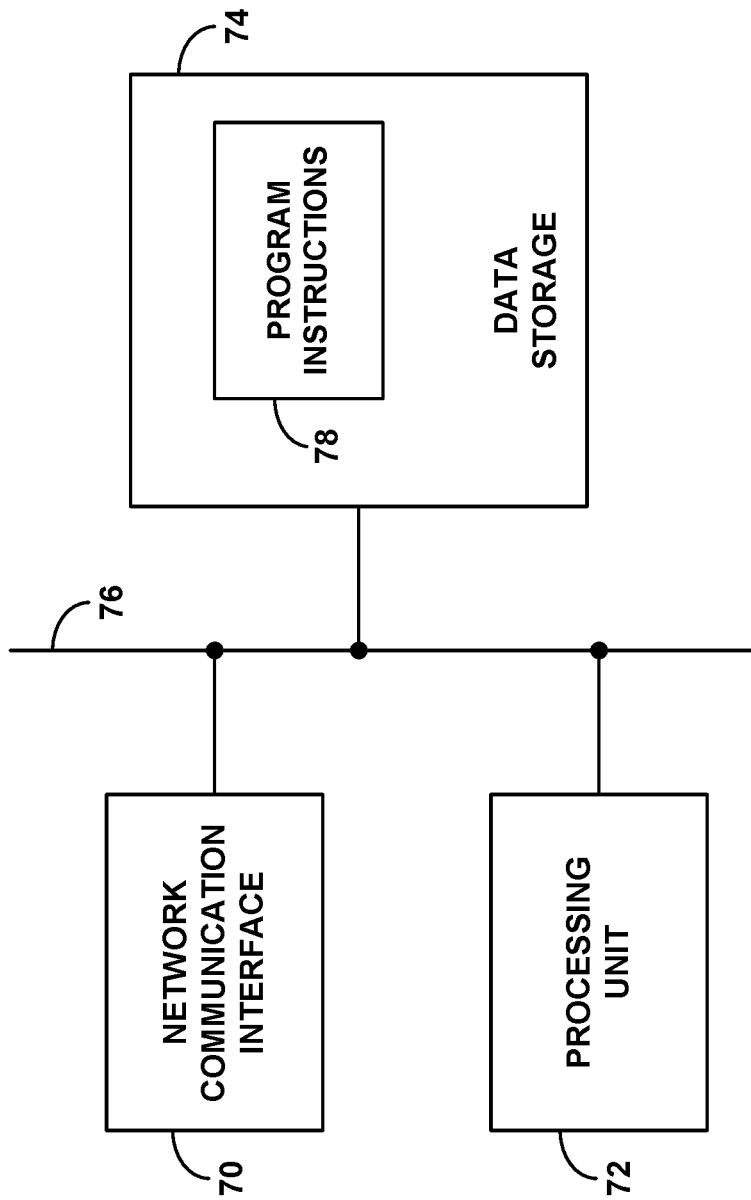 70
NETWORK
COMMUNICATION
INTERFACE
76
74
78
PROGRAM
INSTRUCTIONS
DATA
STORAGE
72
PROCESSING
UNIT